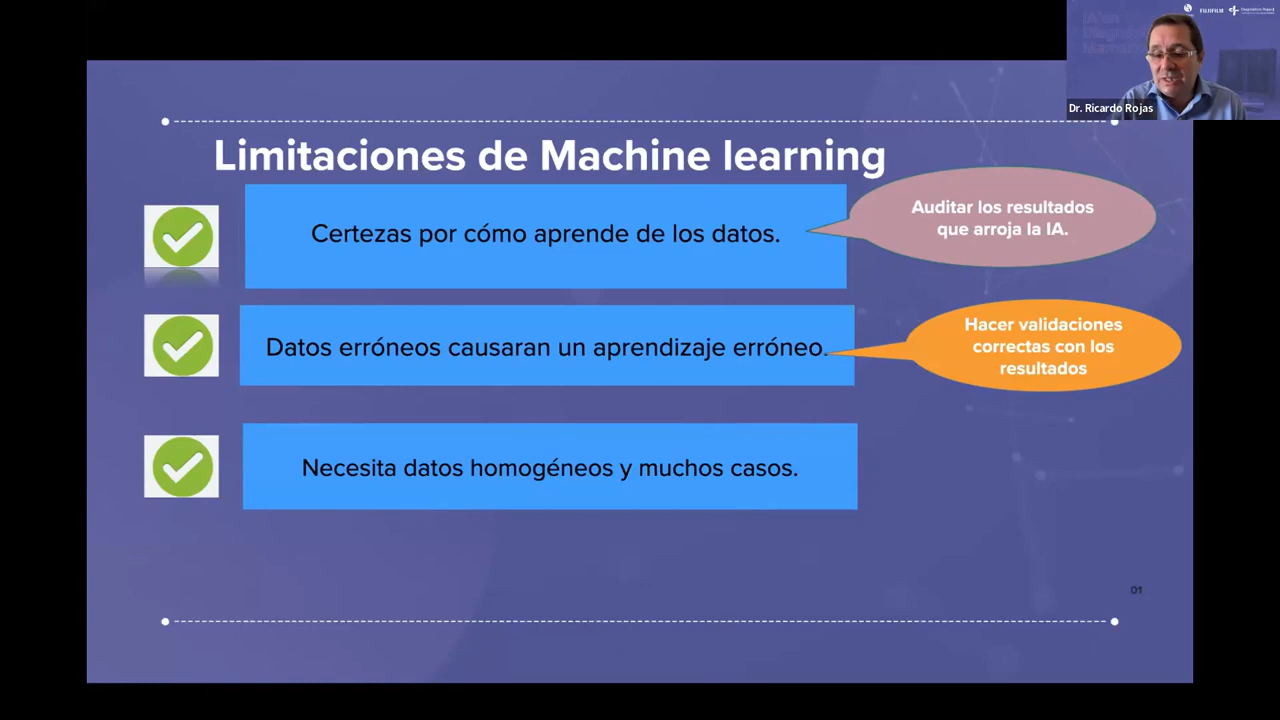 FUJIFILM
Dr. Ricardo Rojas
Limitaciones de Machine learning
Certezas por cómo aprende de los datos.
Auditar los resultados
que arroja la IA.
Datos erróneos causaran un aprendizaje erróneo.
Hacer validaciones
correctas con los
resultados
Necesita datos homogéneos y muchos casos.
01